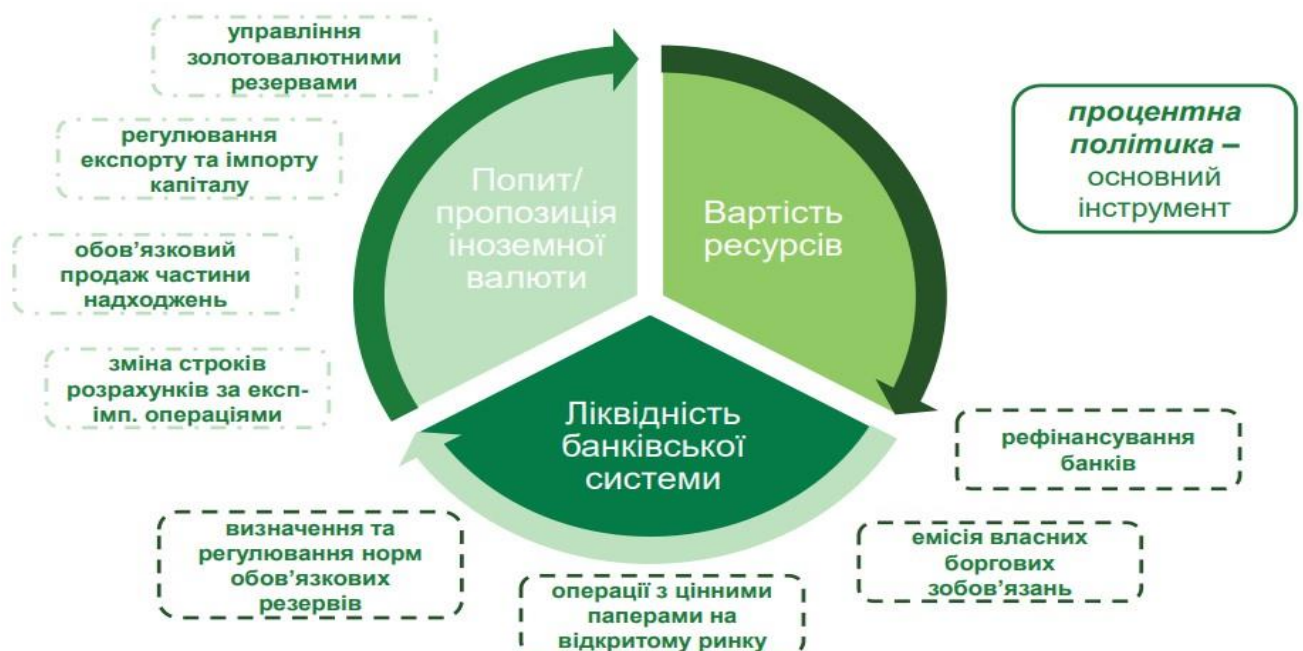 управління
золотовалютними
резервами
регулювання
експорту та імпорту
капіталу
обов’язковий
продаж частини
надходжень
зміна строків
розрахунків за експ-
імп. операціями
Попит/
пропозиція
іноземної
валюти
Вартість
ресурсів
процентна
політика –
основний
інструмент
Ліквідність
банківської
системи
рефінансування
банків
емісія власних
боргових
зобов’язань
операції з цінними
паперами на
відкритому ринку
визначення та
регулювання норм
обов’язкових
резервів